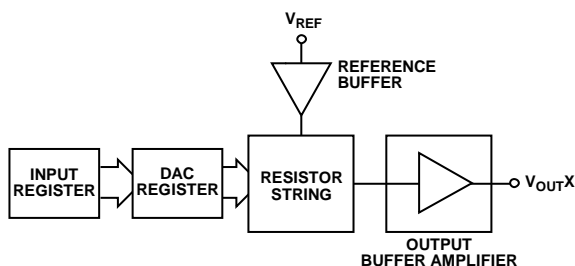 VREF
REFERENCE
BUFFER
INPUT
REGISTER
DAC
REGISTER
RESISTOR
STRING
VOUTX
OUTPUT
BUFFER AMPLIFIER